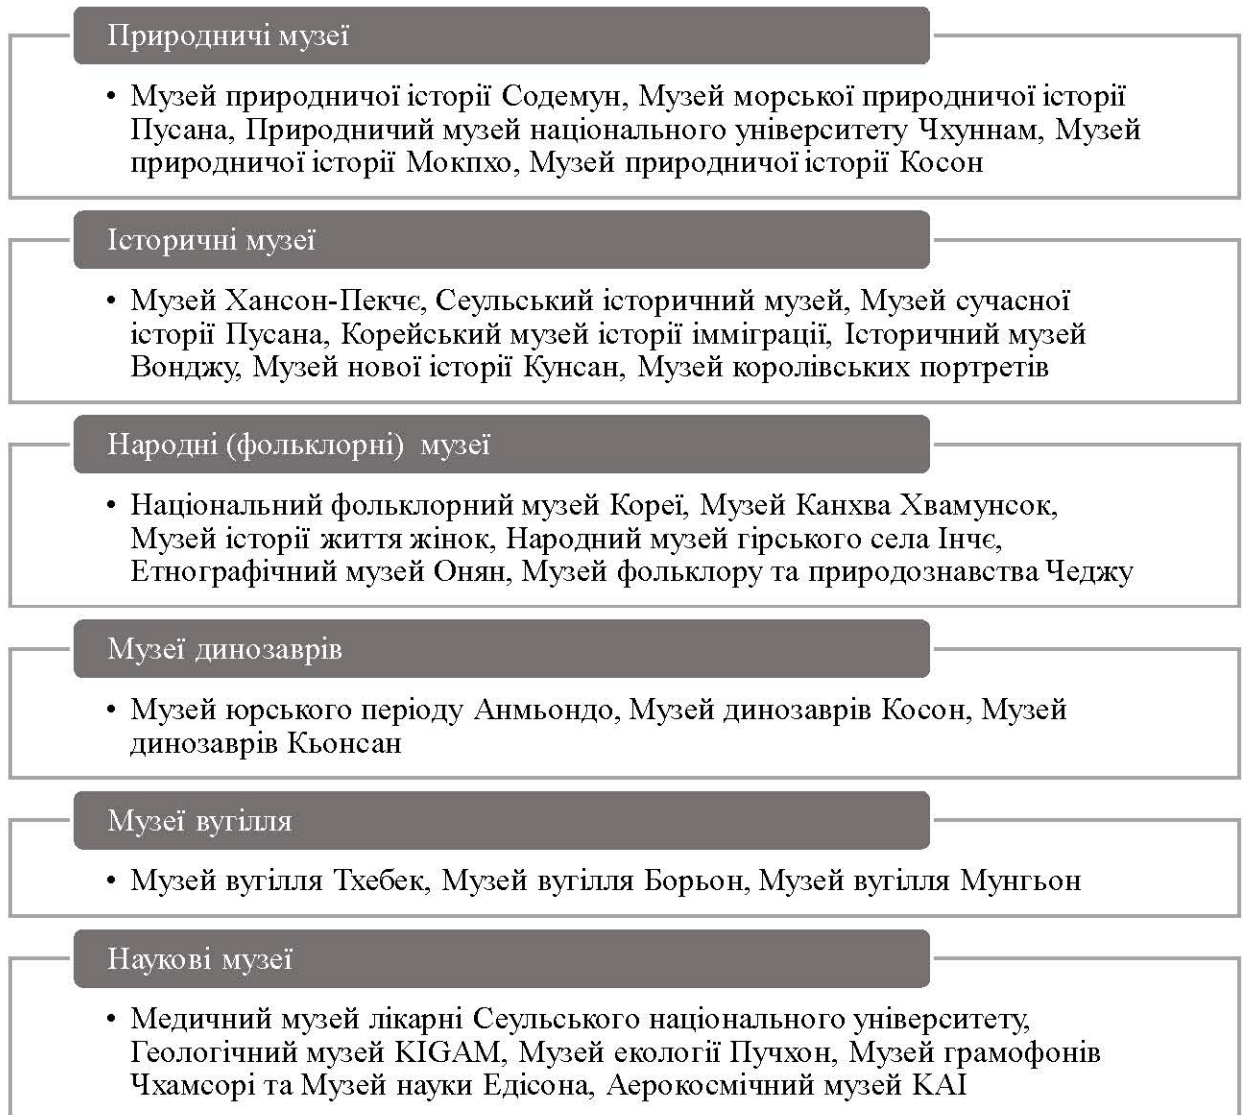 Природничі музеї
• Музей природничої історії Содемун, Музей морської природничої історії
Пусана, Природничий музей національного університету Чхуннам, Музей
природничої історії Мокпхо, Музей природничої історії Косон
Історичні музеї
• Музей Хансон-Пекчє, Сеульський історичний музей, Музей сучасної
історії Пусана, Корейський музей історії імміграції, Історичний музей
Вонджу, Музей нової історії Кунсан, Музей королівських портретів
Народні (фольклорні) музеї
• Національний фольклорний музей Кореї, Музей Канхва Хвамунсок,
Музей історії життя жінок, Народний музей гірського села Інчє,
Етнографічний музей Онян, Музей фольклору та природознавства Чеджу
Музеї динозаврів
• Музей юрського періоду Анмьондо, Музей динозаврів Косон, Музей
динозаврів Кьонсан
Музеї вугілля
• Музей вугілля Тхебек, Музей вугілля Борьон, Музей вугілля Мунгьон
Наукові музеї
• Медичний музей лікарні Сеульського національного університету,
Геологічний музей KIGAM, Музей екології Пучхон, Музей грамофонів
Чхамсорі та Музей науки Едісона, Аерокосмічний музей KAI